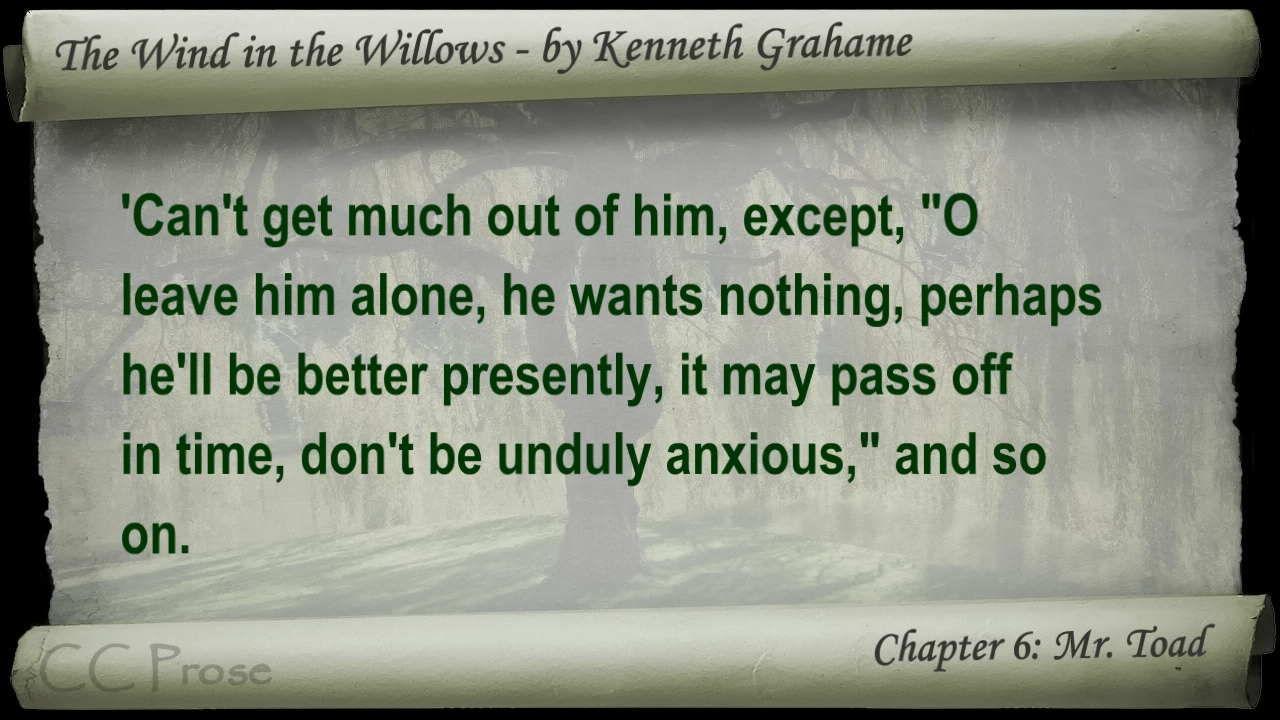 The Wind in the Willows - by Kenneth Grahame
'Can't get much out of him, except, "O
leave him alone, he wants nothing, perhaps
he'll be better presently, it may pass off
in time, don't be unduly anxious," and so
on.
Chapter 6: Mr. Toad
CC Prose